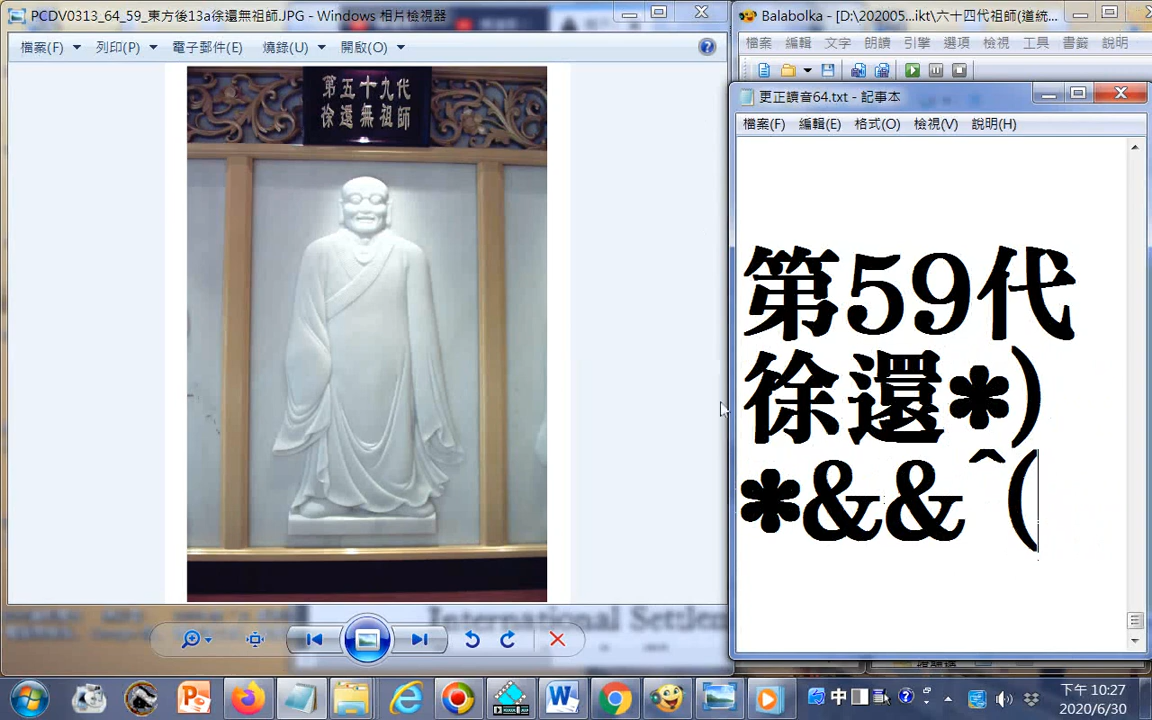 PCDV0313_64_59_東方後13a徐還無祖師.JPG - Windows 相片檢視器
檔案(F) 列印(P) 電子郵件(E) 燒錄(U) 開啟(O)
第五十九代
徐還無祖師
International Settlem
Balabolka - [D:\202005...ikt\六十四代祖師(道統...
檔案 編輯 文字 朗讀 引擎 選項 檢視 工具 書籤 說明
更正讀音64.txt - 記事本
檔案(F) 編輯(E) 格式(O) 檢視(V) 說明(H)
第59代
徐還*)
*&&^(
中
下午 10:27
2020/6/30